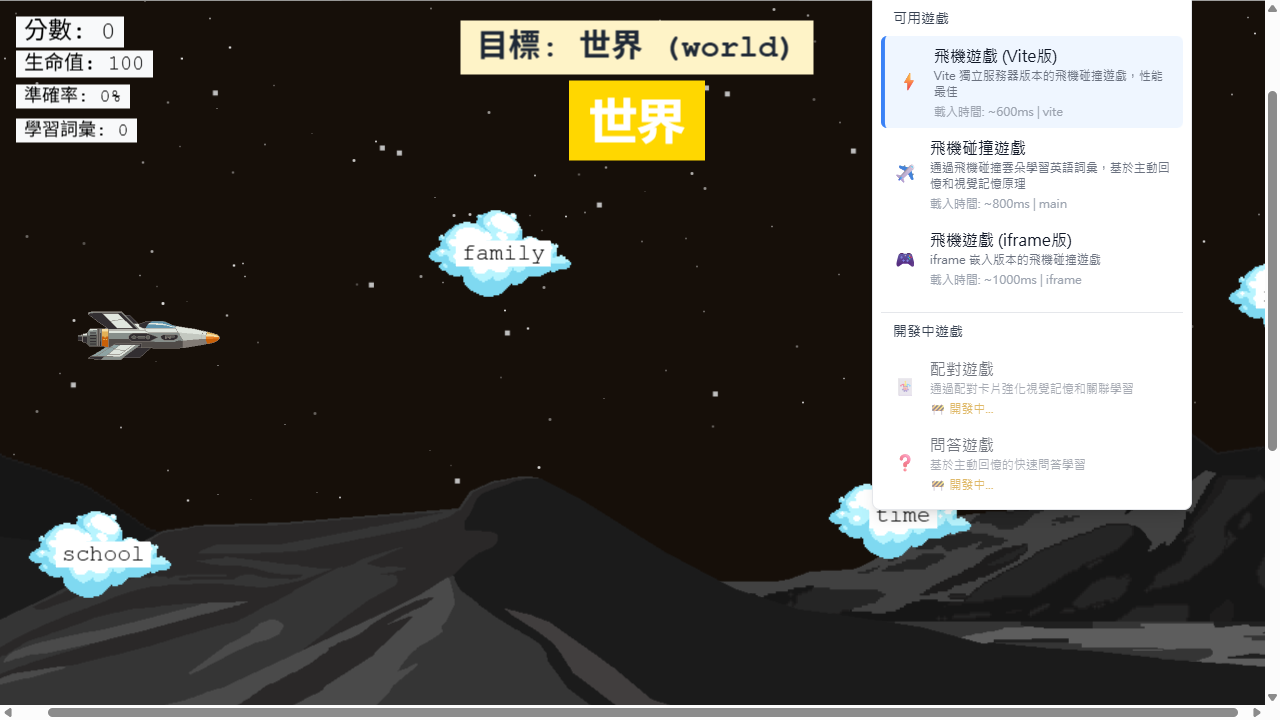 分數: 0
生命值: 100
準確率: 0%
學習詞彙: 0
目標: 世界 (world)
世界
family
school
time
可用遊戲
飛機遊戲 (Vite版)
Vite 獨立服務器版本的飛機碰撞遊戲，性能
最佳
載入時間: ~600ms | vite
飛機碰撞遊戲
通過飛機碰撞雲朵學習英語詞彙，基於主動回
憶和視覺記憶原理
載入時間: ~800ms | main
飛機遊戲 (iframe版)
iframe 嵌入版本的飛機碰撞遊戲
載入時間: ~1000ms | iframe
開發中遊戲
配對遊戲
通過配對卡片強化視覺記憶和關聯學習
開發中...
問答遊戲
基於主動回憶的快速問答學習
開發中...